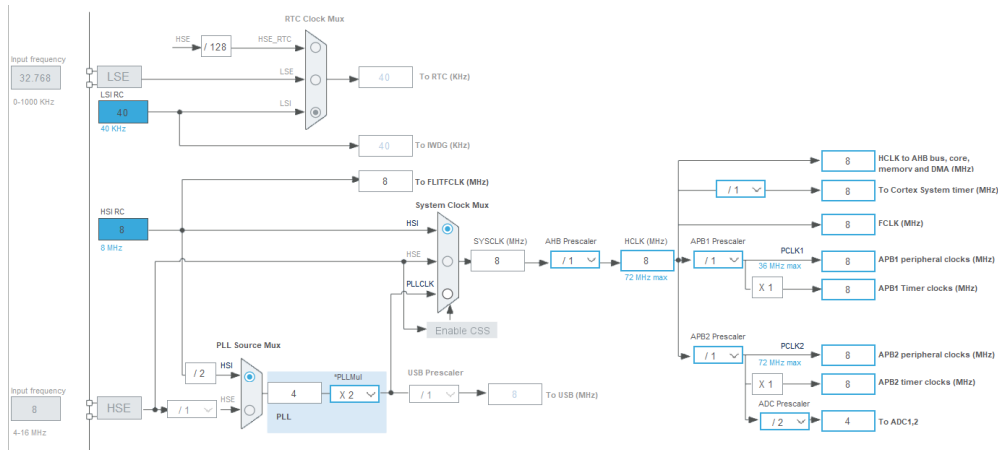 RTC Clock Mux
HSE
/ 128
HSE_RTC
Input frequency
32.768
0-1000 KHz
LSE
LSE
40
To RTC (KHz)
LSI RC
40
40 KHz
LSI
40
To IWDG (KHz)
8
To FLITFCLK (MHz)
System Clock Mux
HSI RC
8
8 MHz
HSI
HSE
PLLCLK
SYSCLK (MHz)
8
AHB Prescaler
/ 1
HCLK (MHz)
8
72 MHz max
Enable CSS
8
HCLK to AHB bus, core,
memory and DMA (MHz)
/ 1
8
To Cortex System timer (MHz)
8
FCLK (MHz)
APB1 Prescaler
/ 1
PCLK1
36 MHz max
8
APB1 peripheral clocks (MHz)
X 1
8
APB1 Timer clocks (MHz)
APB2 Prescaler
/ 1
PCLK2
72 MHz max
8
APB2 peripheral clocks (MHz)
X 1
8
APB2 timer clocks (MHz)
ADC Prescaler
/ 2
4
To ADC1,2
PLL Source Mux
/ 2
HSI
Input frequency
8
4-16 MHz
HSE
/ 1
HSE
4
*PLLMul
X 2
PLL
USB Prescaler
/ 1
8
To USB (MHz)